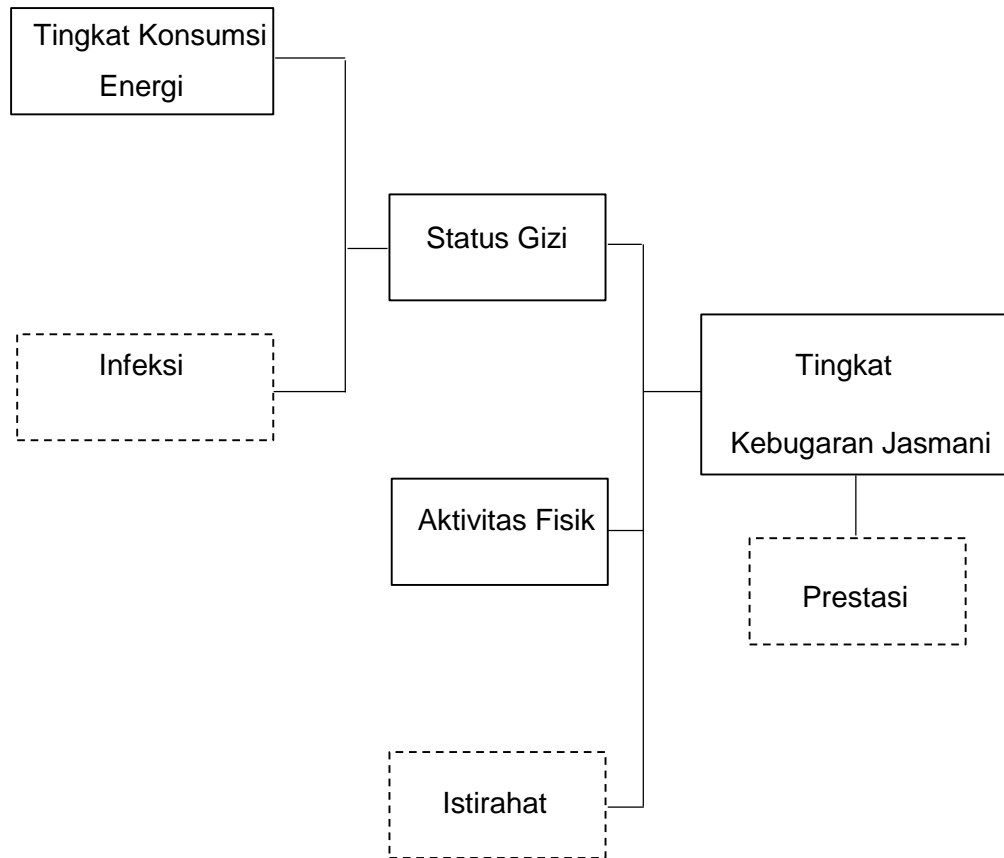 Tingkat Konsumsi
Energi
Status Gizi
Infeksi
Tingkat
Kebugaran Jasmani
Aktivitas Fisik
Prestasi
Istirahat